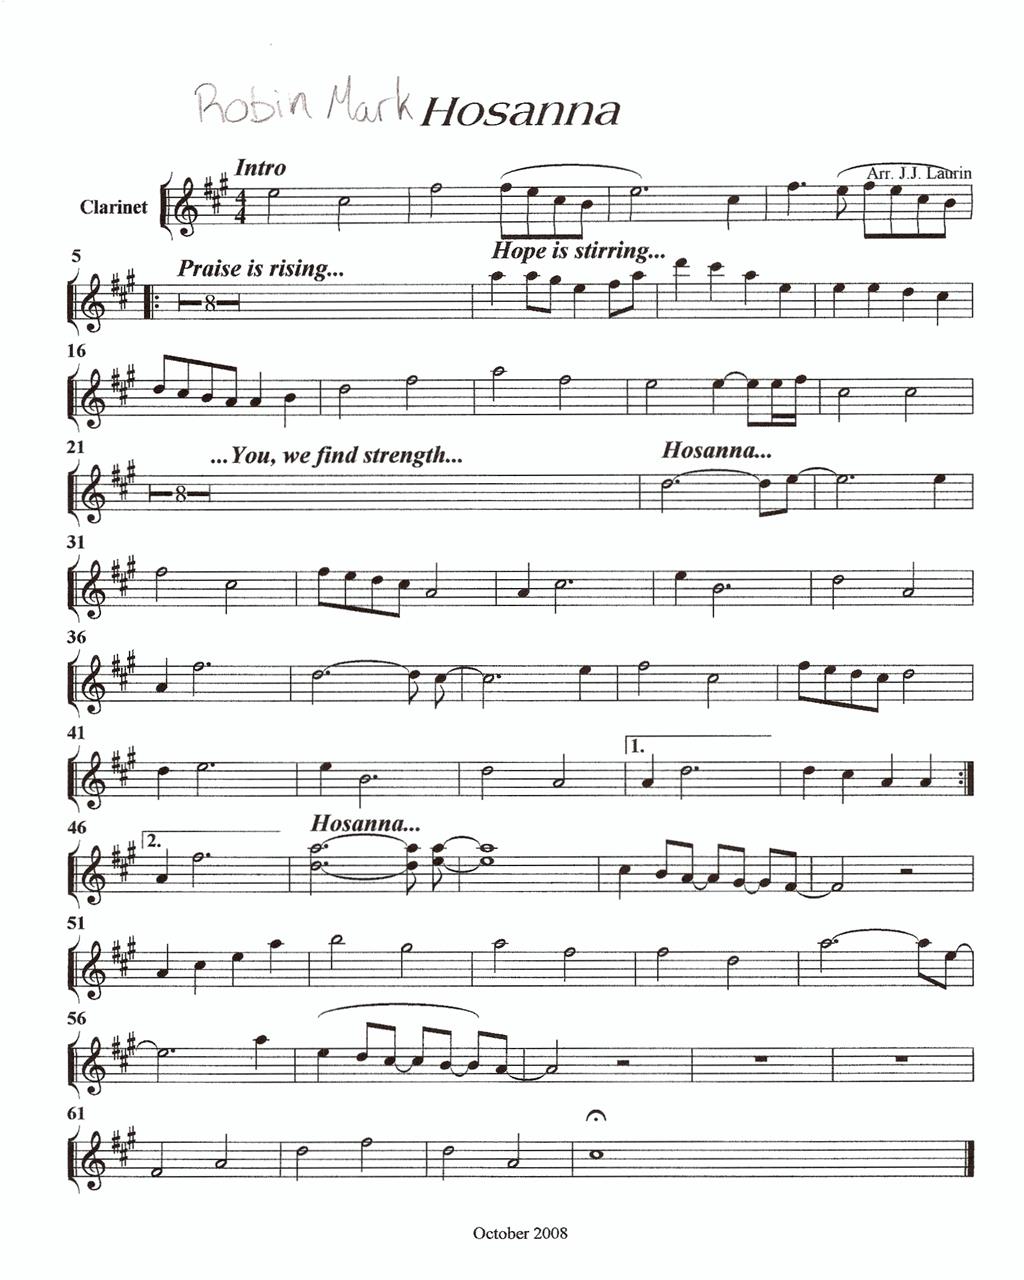 Robin Mark Hosanna
Intro
Arr. J.J. Laurin
Clarinet
4
4
5
Praise is rising...
Hope is stirring...
8
16
21
...You, we find strength...
Hosanna...
8
31
36
41
1.
46
2.
Hosanna...
51
56
61
October 2008